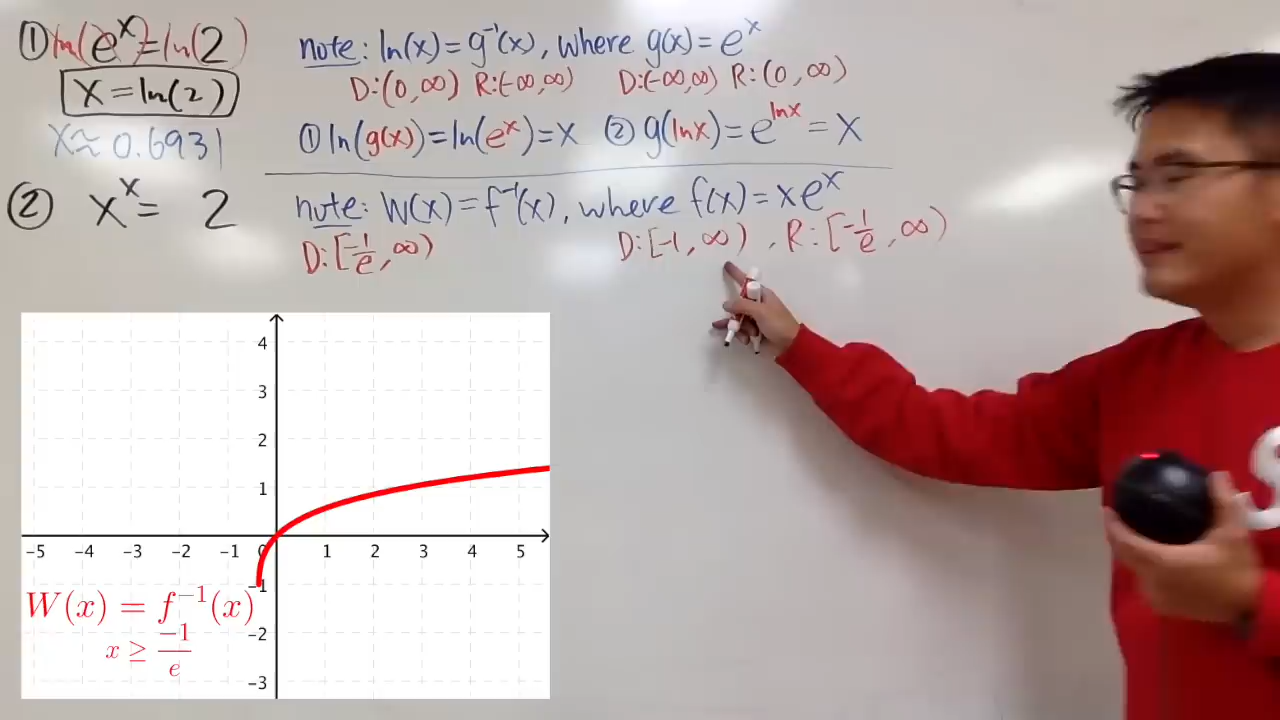 ① ln(e^x) = ln(2)
x = ln(2)
x ≈ 0.6931
② x^x = 2
note: ln(x) = g⁻¹(x), where g(x) = e^x
D:(0,∞) R:(-∞,∞) D:(-∞,∞) R:(0,∞)
① ln(g(x)) = ln(e^x) = x ② g(lnx) = e^lnx = x
note: W(x) = f⁻¹(x), where f(x) = xe^x
D:[-1/e, ∞) D:[-1, ∞), R:[-1/e, ∞)
4
3
2
1
-5 -4 -3 -2 -1 0 1 2 3 4 5
-1
W(x) = f⁻¹(x)
-2
x ≥ -1/e
-3